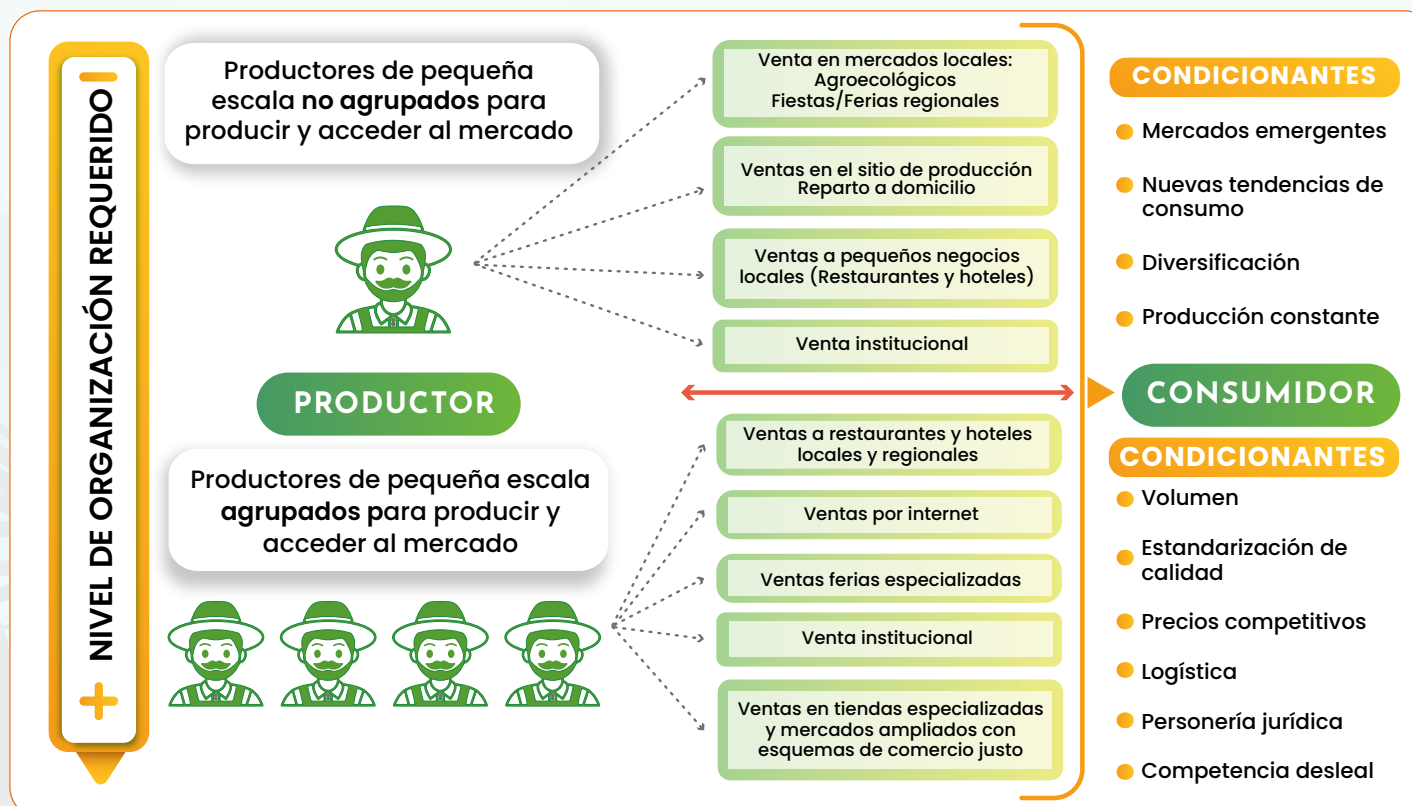 NIVEL DE ORGANIZACIÓN REQUERIDO
Productores de pequeña
escala no agrupados para
producir y acceder al mercado
PRODUCTOR
Productores de pequeña escala
agrupados para producir y
acceder al mercado
Venta en mercados locales:
Agroecológicos
Fiestas/Ferias regionales
Ventas en el sitio de producción
Reparto a domicilio
Ventas a pequeños negocios
locales (Restaurantes y hoteles)
Venta institucional
Ventas a restaurantes y hoteles
locales y regionales
Ventas por internet
Ventas ferias especializadas
Venta institucional
Ventas en tiendas especializadas
y mercados ampliados con
esquemas de comercio justo
CONDICIONANTES
Mercados emergentes
Nuevas tendencias de
consumo
Diversificación
Producción constante
CONSUMIDOR
CONDICIONANTES
Volumen
Estandarización de
calidad
Precios competitivos
Logística
Personería jurídica
Competencia desleal